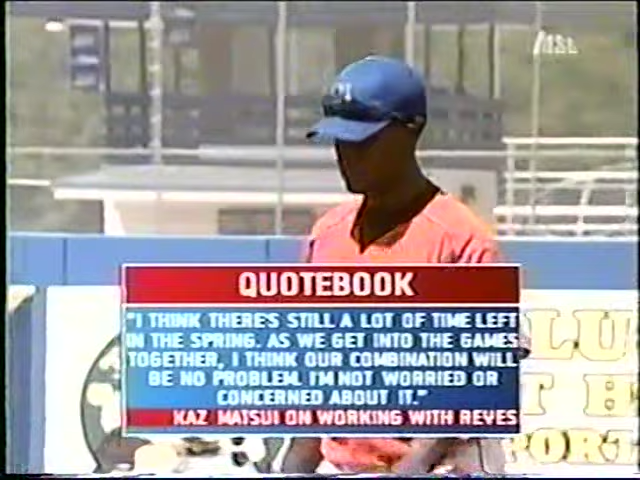 QUOTEBOOK
"I THINK THERE'S STILL A LOT OF TIME LEFT
IN THE SPRING. AS WE GET INTO THE GAMES
TOGETHER, I THINK OUR COMBINATION WILL
BE NO PROBLEM. I'M NOT WORRIED OR
CONCERNED ABOUT IT."
KAZ MATSUI ON WORKING WITH REYES